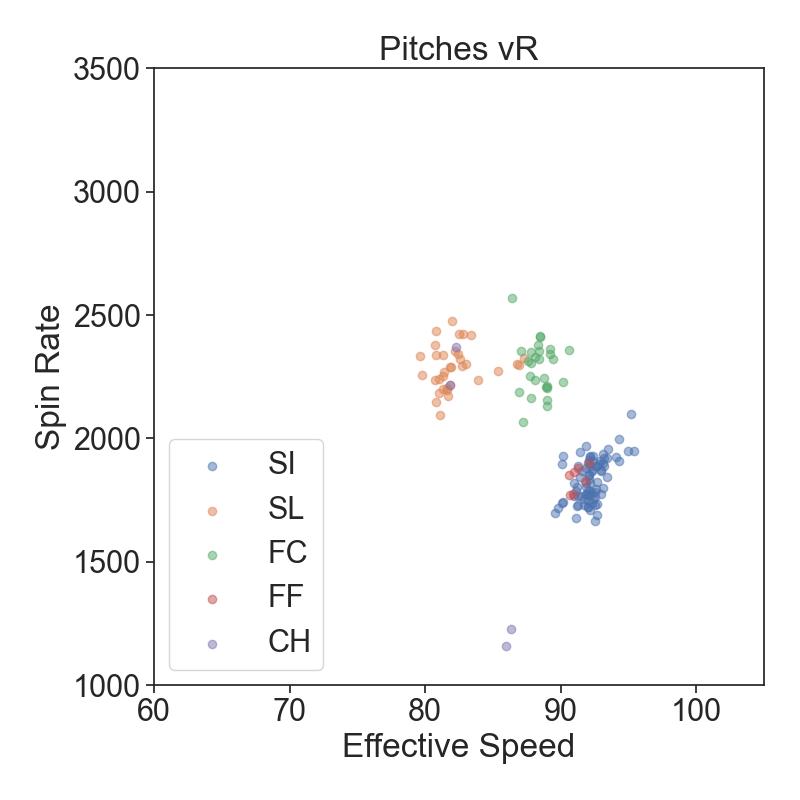 Pitches vR
3500
3000
2500
2000
1500
1000
Spin Rate
SI
SL
FC
FF
CH
60 70 80 90 100
Effective Speed